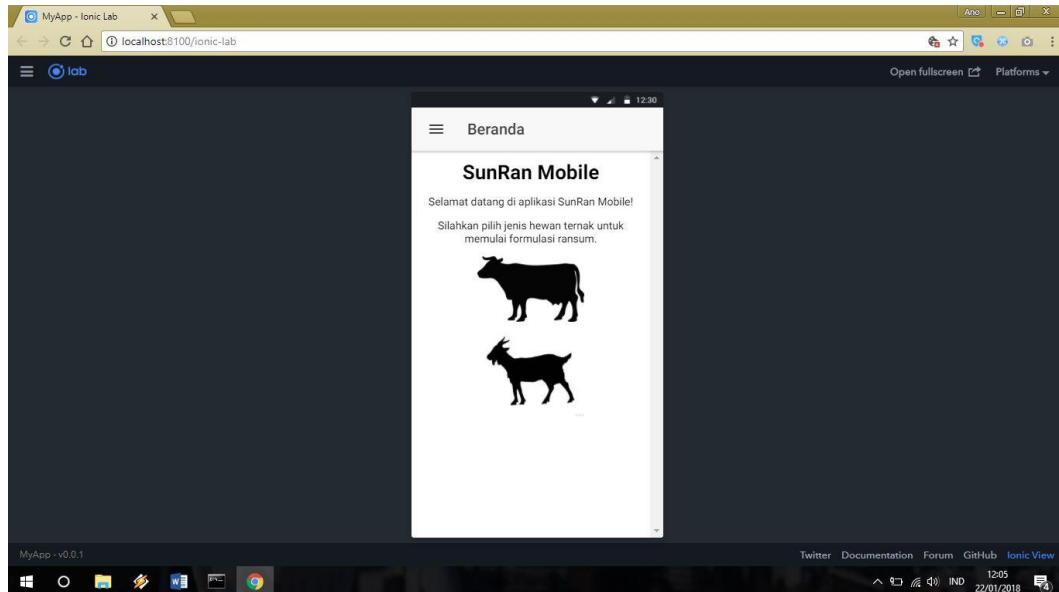 MyApp - Ionic Lab
Ano
localhost:8100/ionic-lab
lab
Open fullscreen
Platforms
12:30
Beranda
SunRan Mobile
Selamat datang di aplikasi SunRan Mobile!
Silahkan pilih jenis hewan ternak untuk
memulai formulasi ransum.
MyApp - v0.0.1
Twitter Documentation Forum GitHub Ionic View
IND
12:05
22/01/2018
4